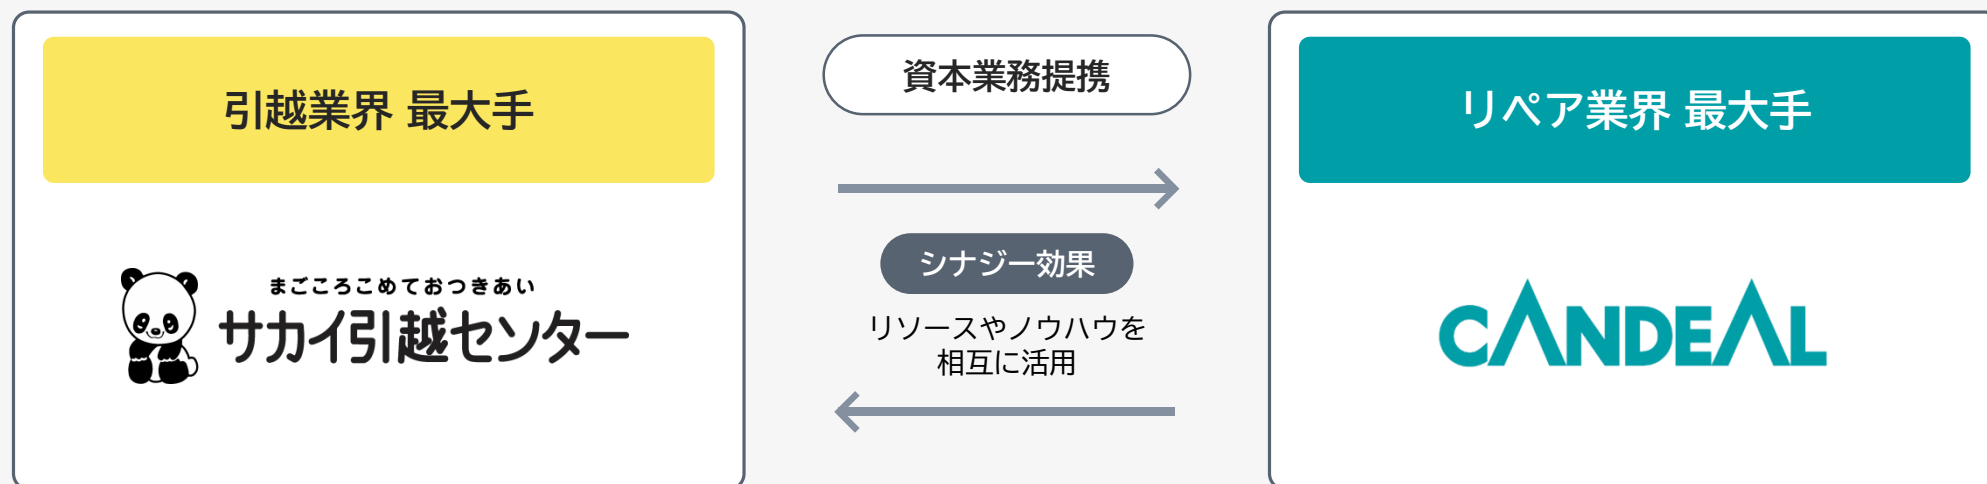 引越業界 最大手
まごころこめておつきあい
サカイ引越センター
資本業務提携
シナジー効果
リソースやノウハウを
相互に活用
リペア業界 最大手
CANDEAL